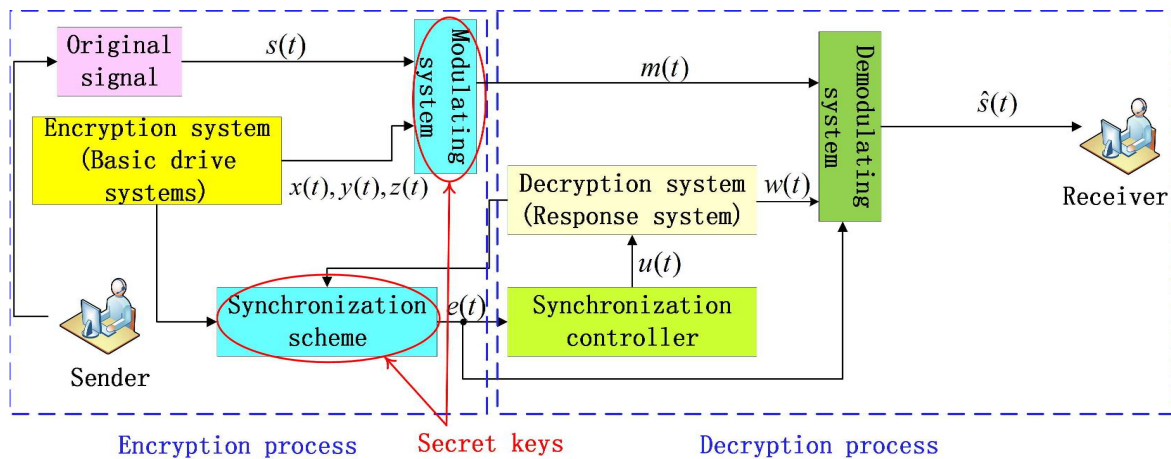 Original
signal
s(t)
Modulating
system
m(t)
Demodulating
system
ŝ(t)
Receiver
Encryption system
(Basic drive
systems)
x(t), y(t), z(t)
Decryption system
(Response system)
w(t)
u(t)
Synchronization
scheme
e(t)
Synchronization
controller
Sender
Encryption process
Secret keys
Decryption process